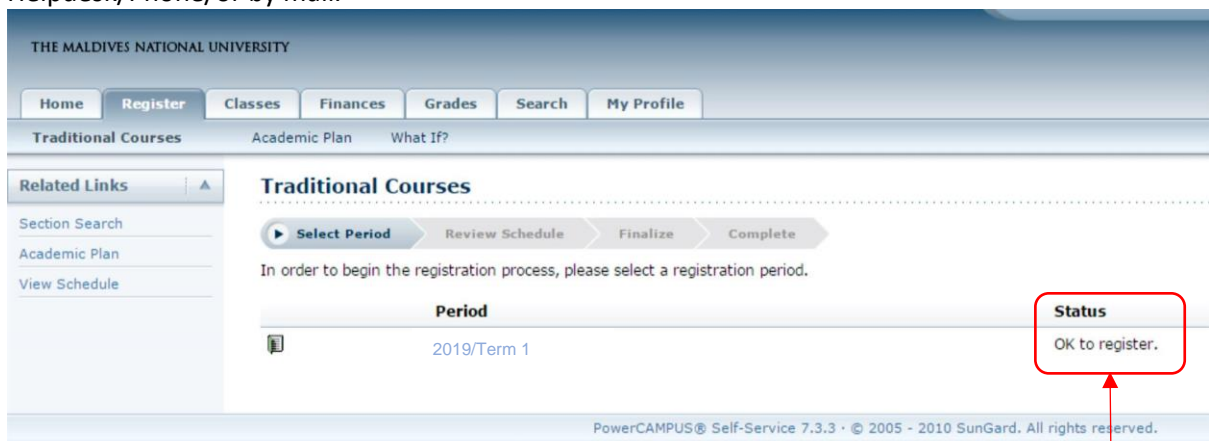 THE MALDIVES NATIONAL UNIVERSITY
Home Register Classes Finances Grades Search My Profile
Traditional Courses Academic Plan What If?
Related Links
Section Search
Academic Plan
View Schedule
Traditional Courses
Select Period Review Schedule Finalize Complete
In order to begin the registration process, please select a registration period.
Period Status
2019/Term 1 OK to register.
PowerCAMPUS® Self-Service 7.3.3 · © 2005 - 2010 SunGard. All rights reserved.